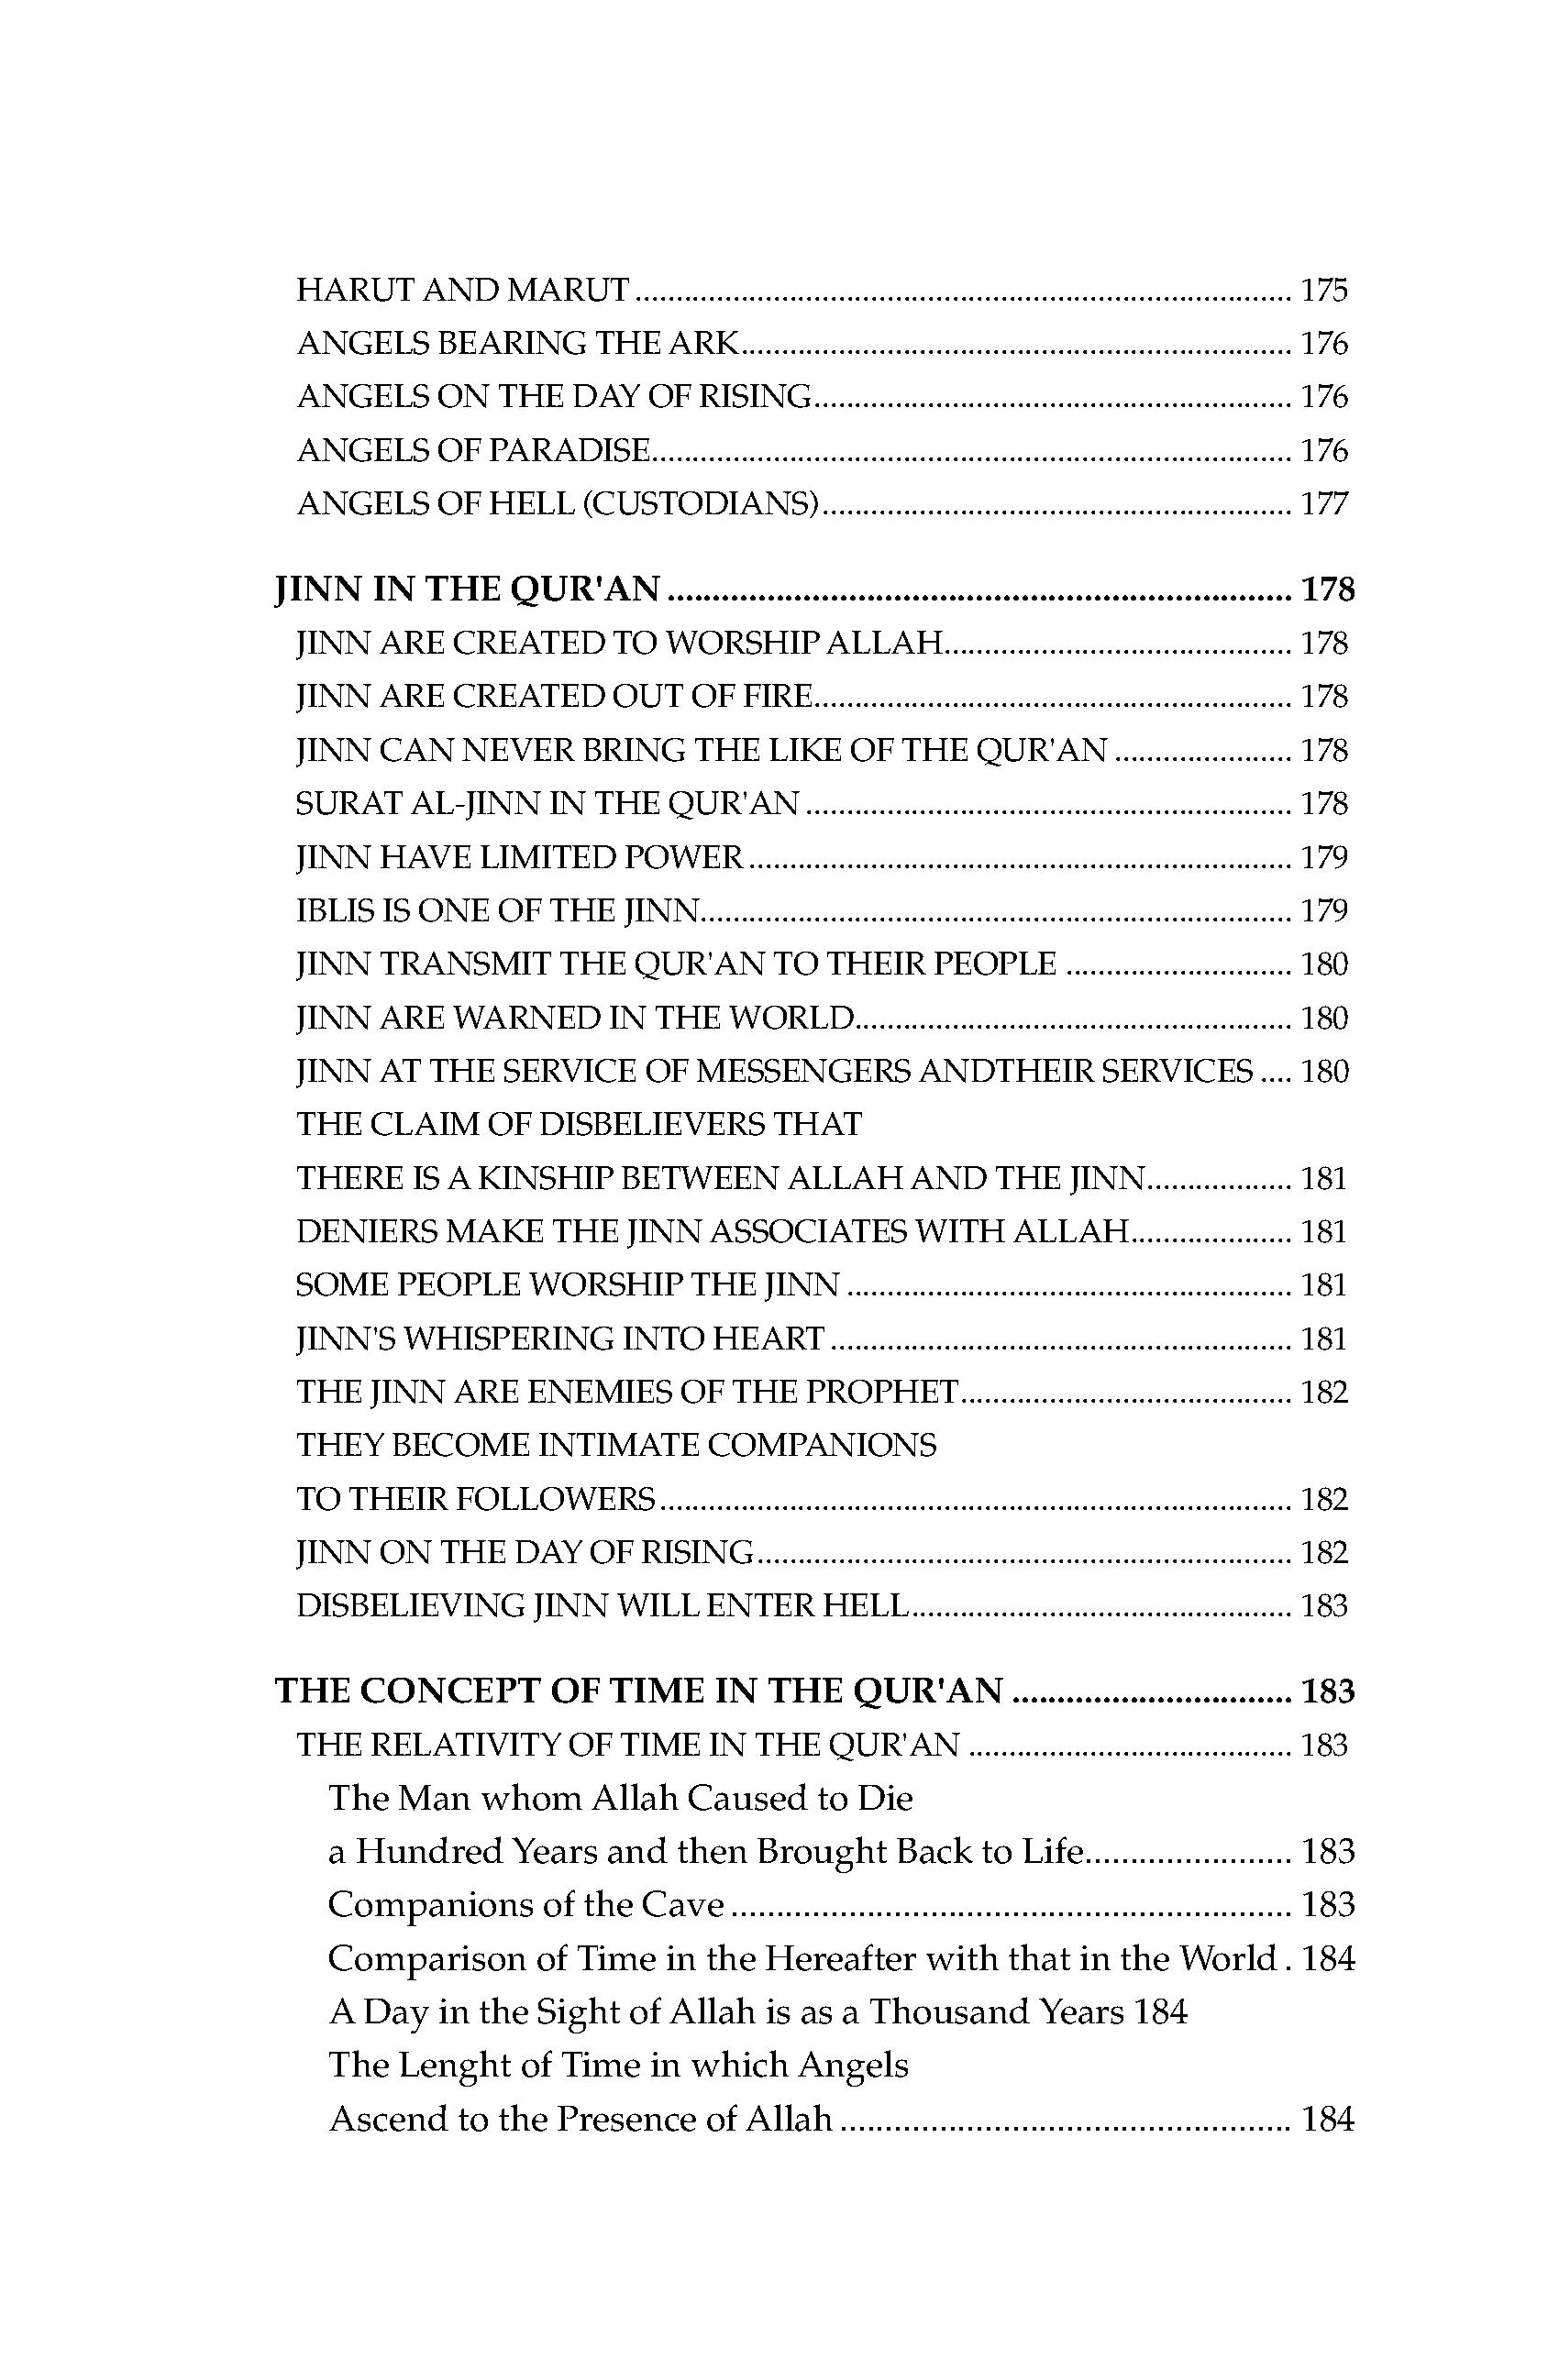 HARUT AND MARUT................................................................................ 175
ANGELS BEARING THE ARK................................................................... 176
ANGELS ON THE DAY OF RISING.......................................................... 176
ANGELS OF PARADISE.............................................................................. 176
ANGELS OF HELL (CUSTODIANS)......................................................... 177
JINN IN THE QUR'AN...................................................................... 178
JINN ARE CREATED TO WORSHIP ALLAH........................................... 178
JINN ARE CREATED OUT OF FIRE.......................................................... 178
JINN CAN NEVER BRING THE LIKE OF THE QUR'AN ...................... 178
SURAT AL-JINN IN THE QUR'AN ........................................................... 178
JINN HAVE LIMITED POWER.................................................................. 179
IBLIS IS ONE OF THE JINN........................................................................ 179
JINN TRANSMIT THE QUR'AN TO THEIR PEOPLE ............................ 180
JINN ARE WARNED IN THE WORLD..................................................... 180
JINN AT THE SERVICE OF MESSENGERS ANDTHEIR SERVICES .... 180
THE CLAIM OF DISBELIEVERS THAT
THERE IS A KINSHIP BETWEEN ALLAH AND THE JINN.................. 181
DENIERS MAKE THE JINN ASSOCIATES WITH ALLAH.................... 181
SOME PEOPLE WORSHIP THE JINN ...................................................... 181
JINN'S WHISPERING INTO HEART ........................................................ 181
THE JINN ARE ENEMIES OF THE PROPHET......................................... 182
THEY BECOME INTIMATE COMPANIONS
TO THEIR FOLLOWERS............................................................................. 182
JINN ON THE DAY OF RISING................................................................. 182
DISBELIEVING JINN WILL ENTER HELL.............................................. 183
THE CONCEPT OF TIME IN THE QUR'AN ............................... 183
THE RELATIVITY OF TIME IN THE QUR'AN ....................................... 183
The Man whom Allah Caused to Die
a Hundred Years and then Brought Back to Life....................... 183
Companions of the Cave .............................................................. 183
Comparison of Time in the Hereafter with that in the World . 184
A Day in the Sight of Allah is as a Thousand Years 184
The Lenght of Time in which Angels
Ascend to the Presence of Allah .................................................. 184